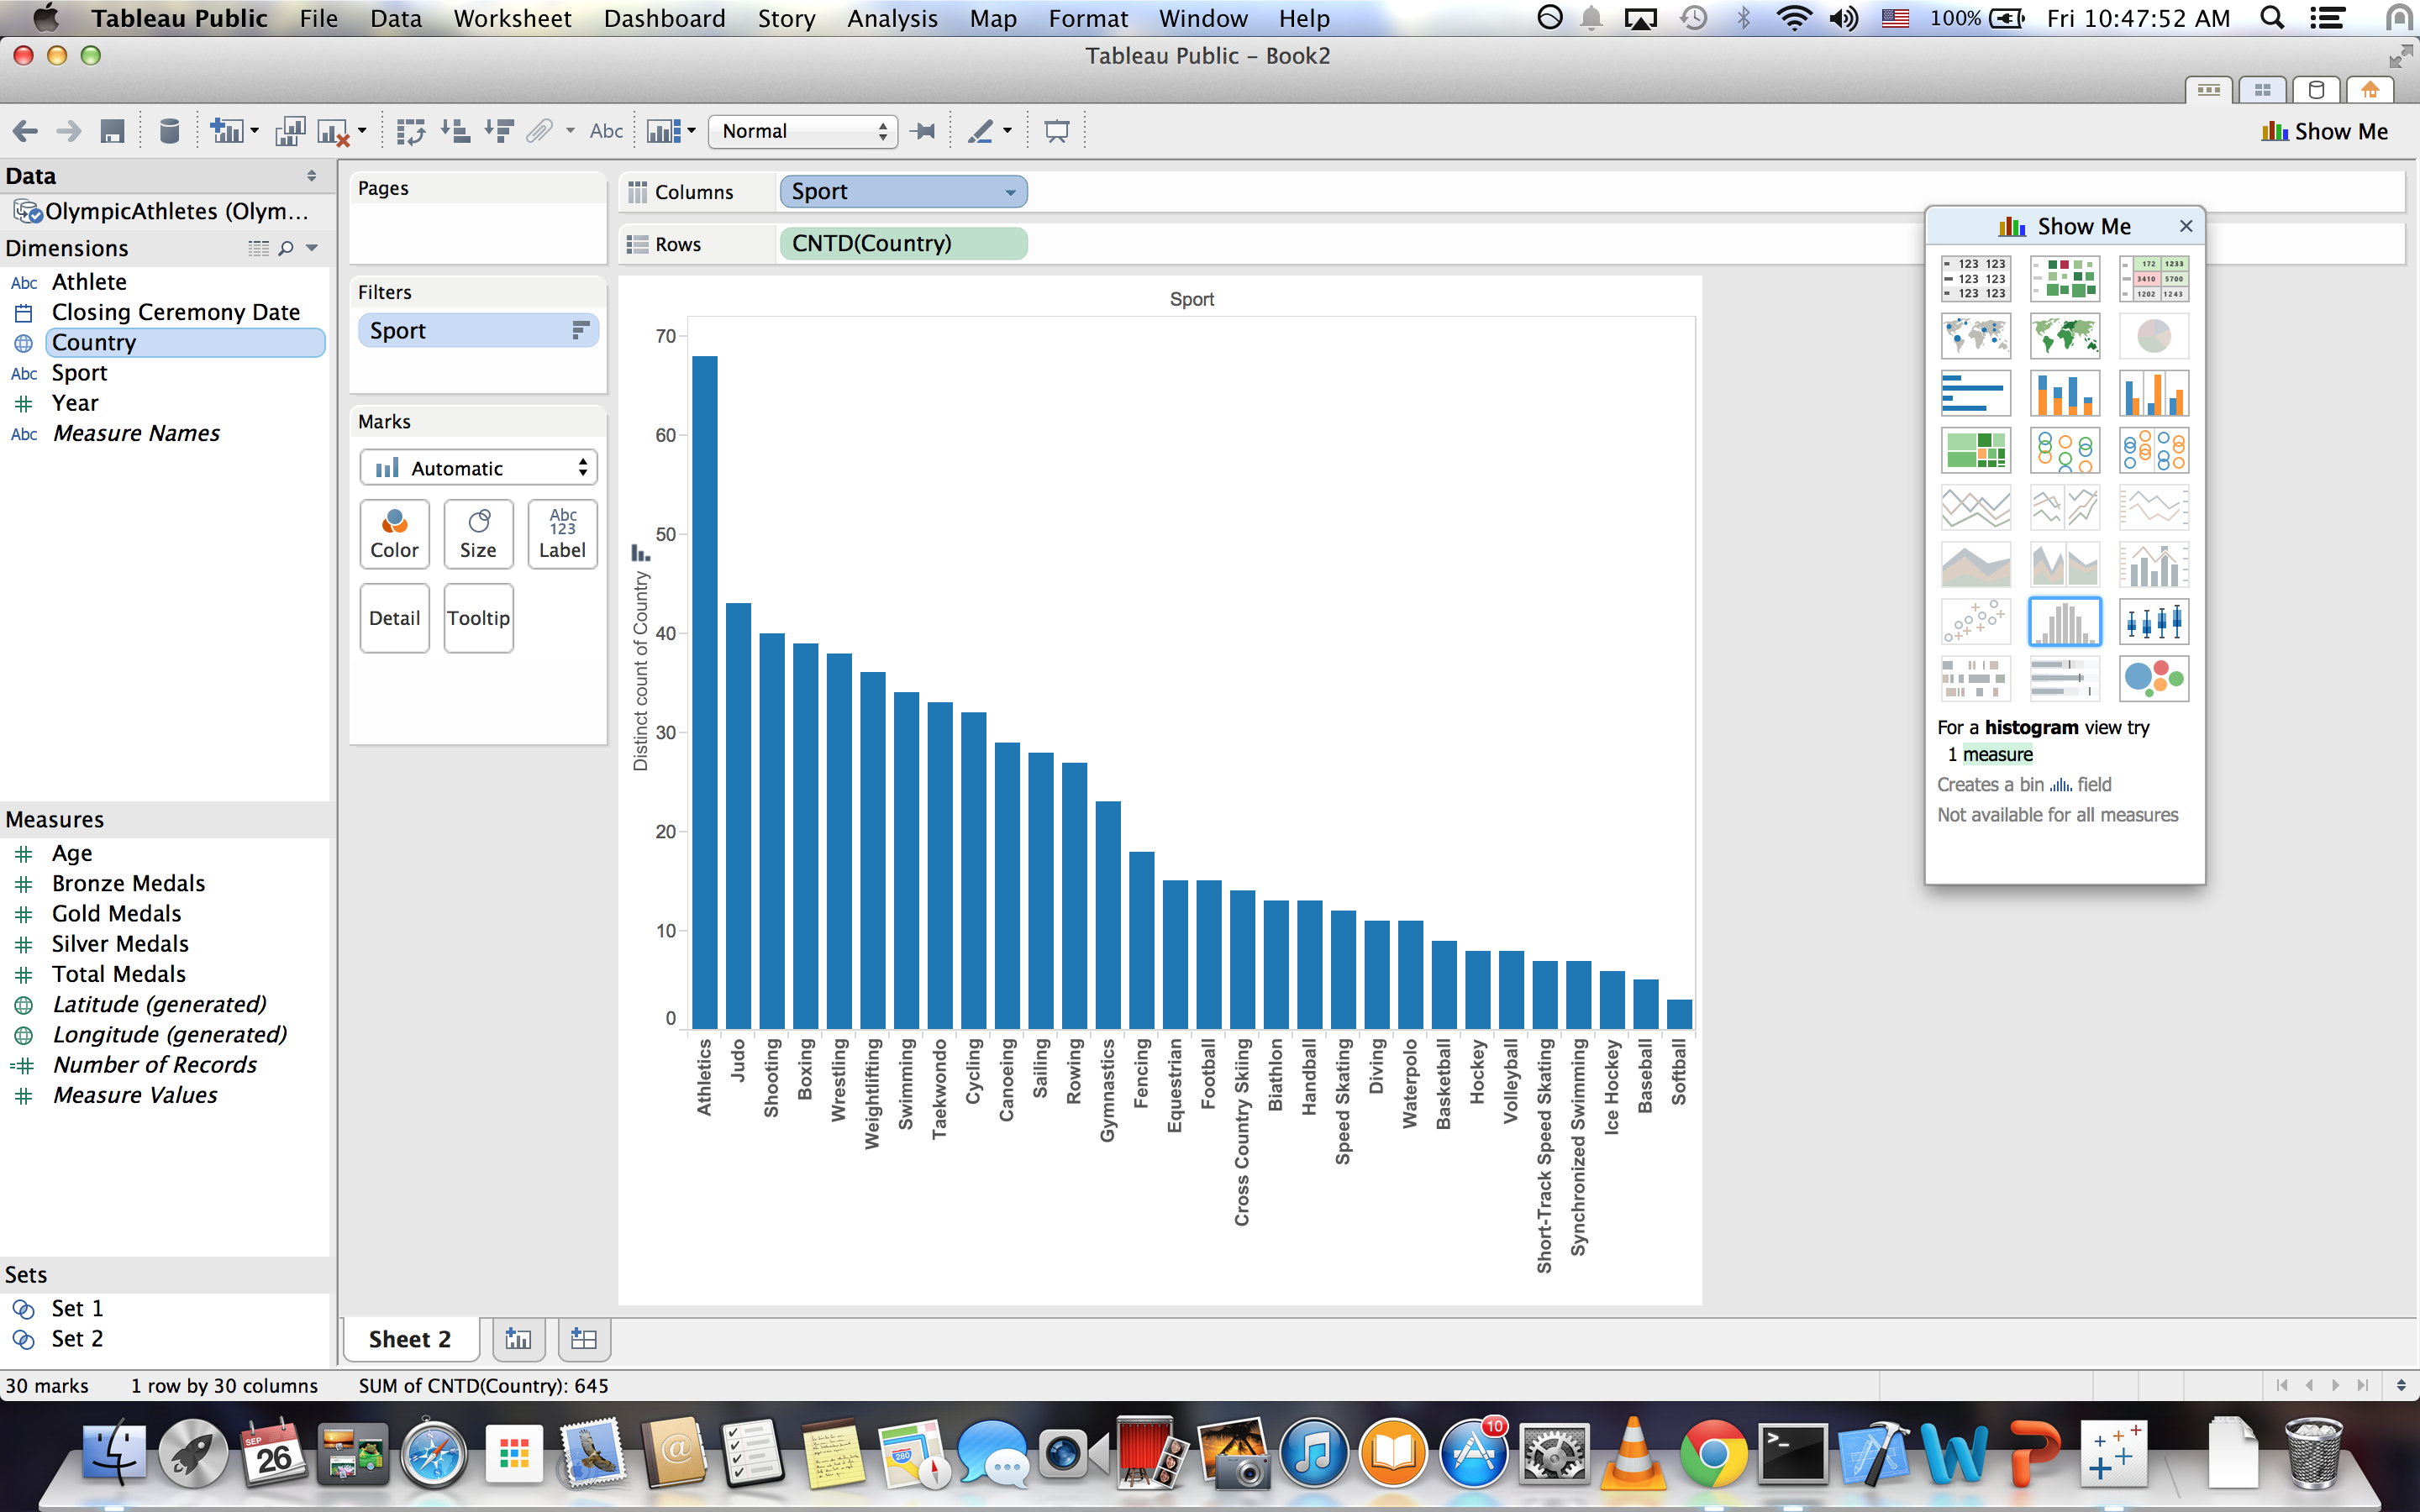 Tableau Public File Data Worksheet Dashboard Story Analysis Map Format Window Help 100% Fri 10:47:52 AM
Tableau Public – Book2
Abc Normal Show Me
Data
OlympicAthletes (Olym...
Dimensions
Abc Athlete
Closing Ceremony Date
Country
Abc Sport
Year
Abc Measure Names
Measures
Age
Bronze Medals
Gold Medals
Silver Medals
Total Medals
Latitude (generated)
Longitude (generated)
Number of Records
Measure Values
Sets
Set 1
Set 2
Pages
Filters
Sport
Marks
Automatic
Color Size Abc 123 Label
Detail Tooltip
Columns Sport
Rows CNTD(Country)
Sport
Distinct count of Country
70
60
50
40
30
20
10
0
Athletics
Judo
Shooting
Boxing
Wrestling
Weightlifting
Swimming
Taekwondo
Cycling
Canoeing
Sailing
Rowing
Gymnastics
Fencing
Equestrian
Football
Cross Country Skiing
Biathlon
Handball
Speed Skating
Diving
Waterpolo
Basketball
Hockey
Volleyball
Short-Track Speed Skating
Synchronized Swimming
Ice Hockey
Baseball
Softball
Show Me
123 123
123 123
123 123
172 1233
3410 5700
1202 1243
For a histogram view try
1 measure
Creates a bin field
Not available for all measures
Sheet 2
30 marks 1 row by 30 columns SUM of CNTD(Country): 645
SEP
26
280
10